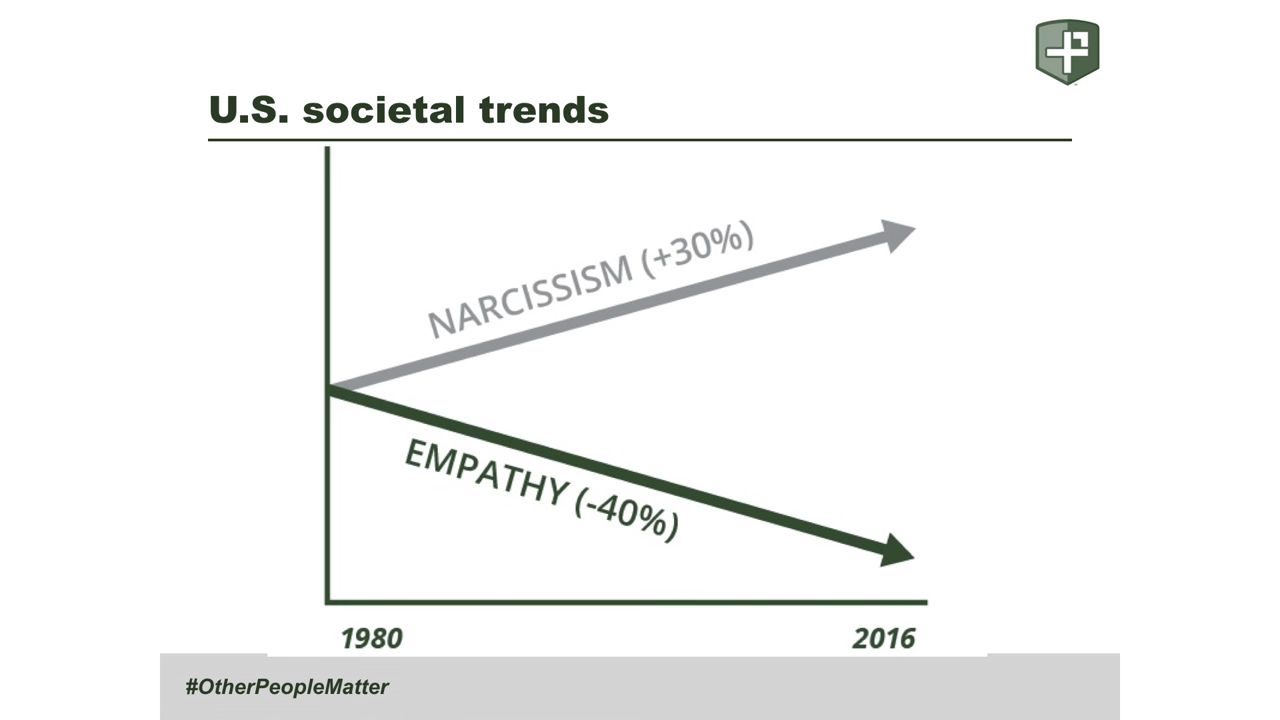 U.S. societal trends
NARCISSISM (+30%)
EMPATHY (-40%)
1980 2016
#OtherPeopleMatter